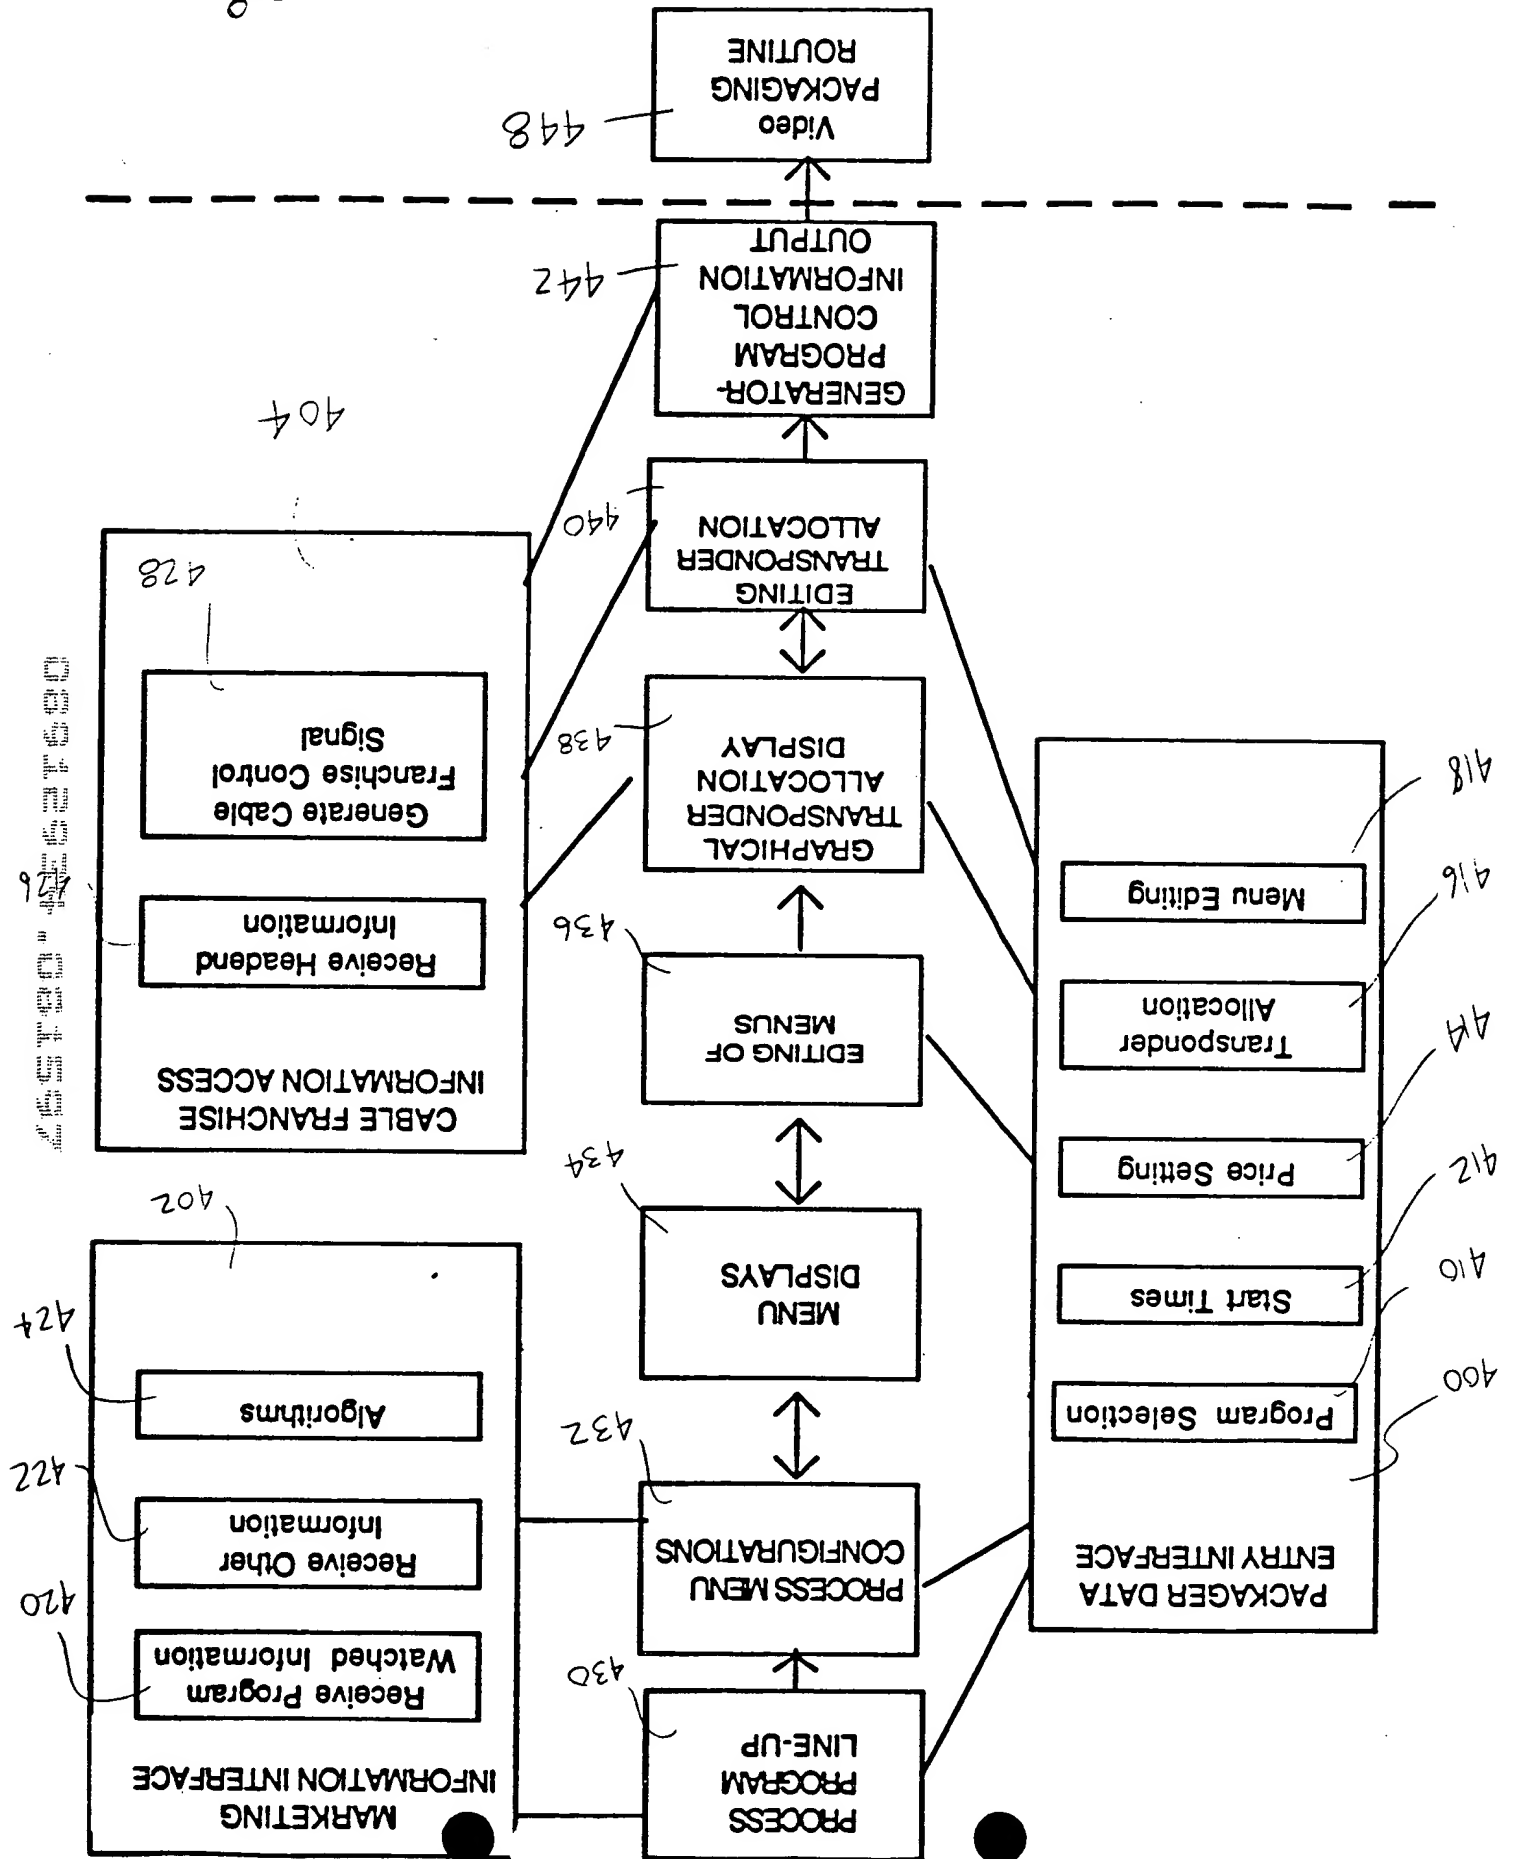 PROCESS
PROGRAM
LINE-UP
430
PROCESS MENU
CONFIGURATIONS
432
MENU
DISPLAYS
434
EDITING OF
MENUS
436
GRAPHICAL
TRANSPONDER
ALLOCATION
DISPLAY
438
EDITING
TRANSPONDER
ALLOCATION
440
GENERATOR-
PROGRAM
CONTROL
INFORMATION
OUTPUT
442
Video
PACKAGING
ROUTINE
448
PACKAGER DATA
ENTRY INTERFACE
400
Program Selection
410
Start Times
412
Price Setting
414
Transponder
Allocation
416
Menu Editing
418
MARKETING
INFORMATION INTERFACE
402
Receive Program
Watched Information
420
Receive Other
Information
422
Algorithms
424
CABLE FRANCHISE
INFORMATION ACCESS
404
Receive Headend
Information
426
Generate Cable
Franchise Control
Signal
428